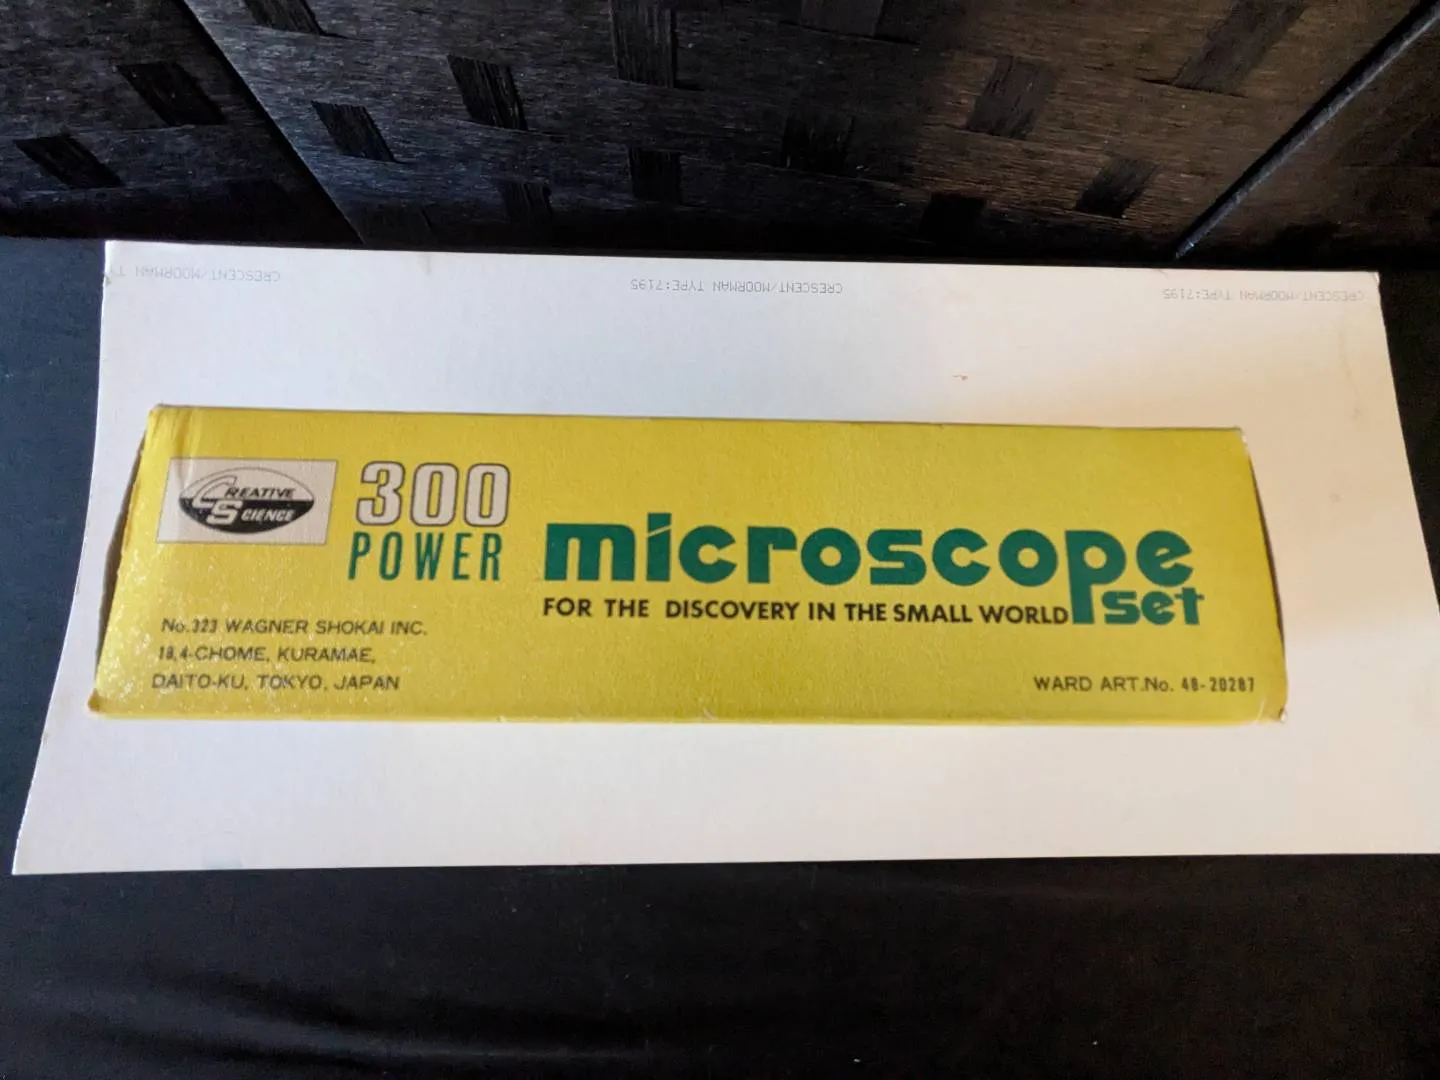 CRESCENT/MOORMAN T
CRESCENT/MOORMAN TYPE:7195
CRESCENT/MOORMAN TYPE:7195
CREATIVE
SCIENCE
300
POWER
microscope
set
FOR THE DISCOVERY IN THE SMALL WORLD
No.323 WAGNER SHOKAI INC.
18,4-CHOME, KURAMAE,
DAITO-KU, TOKYO, JAPAN
WARD ART.No. 48-20287